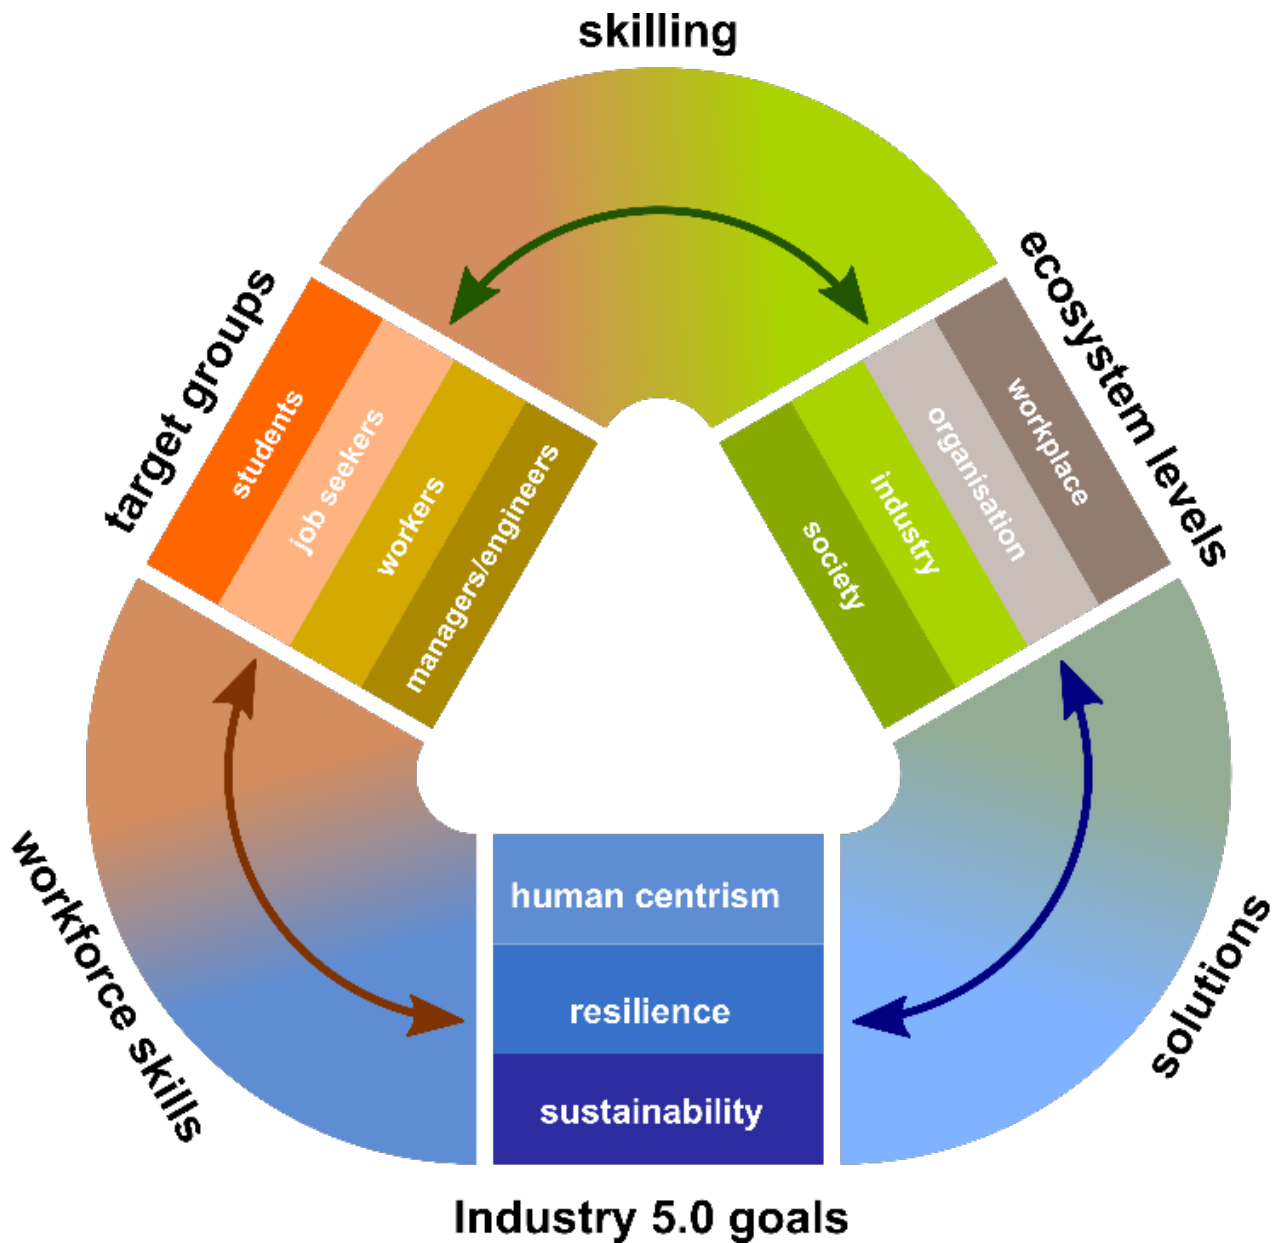 skilling
target groups
students
job seekers
workers
managers/engineers
ecosystem levels
society
industry
organisation
workplace
workforce skills
human centrism
resilience
sustainability
solutions
Industry 5.0 goals